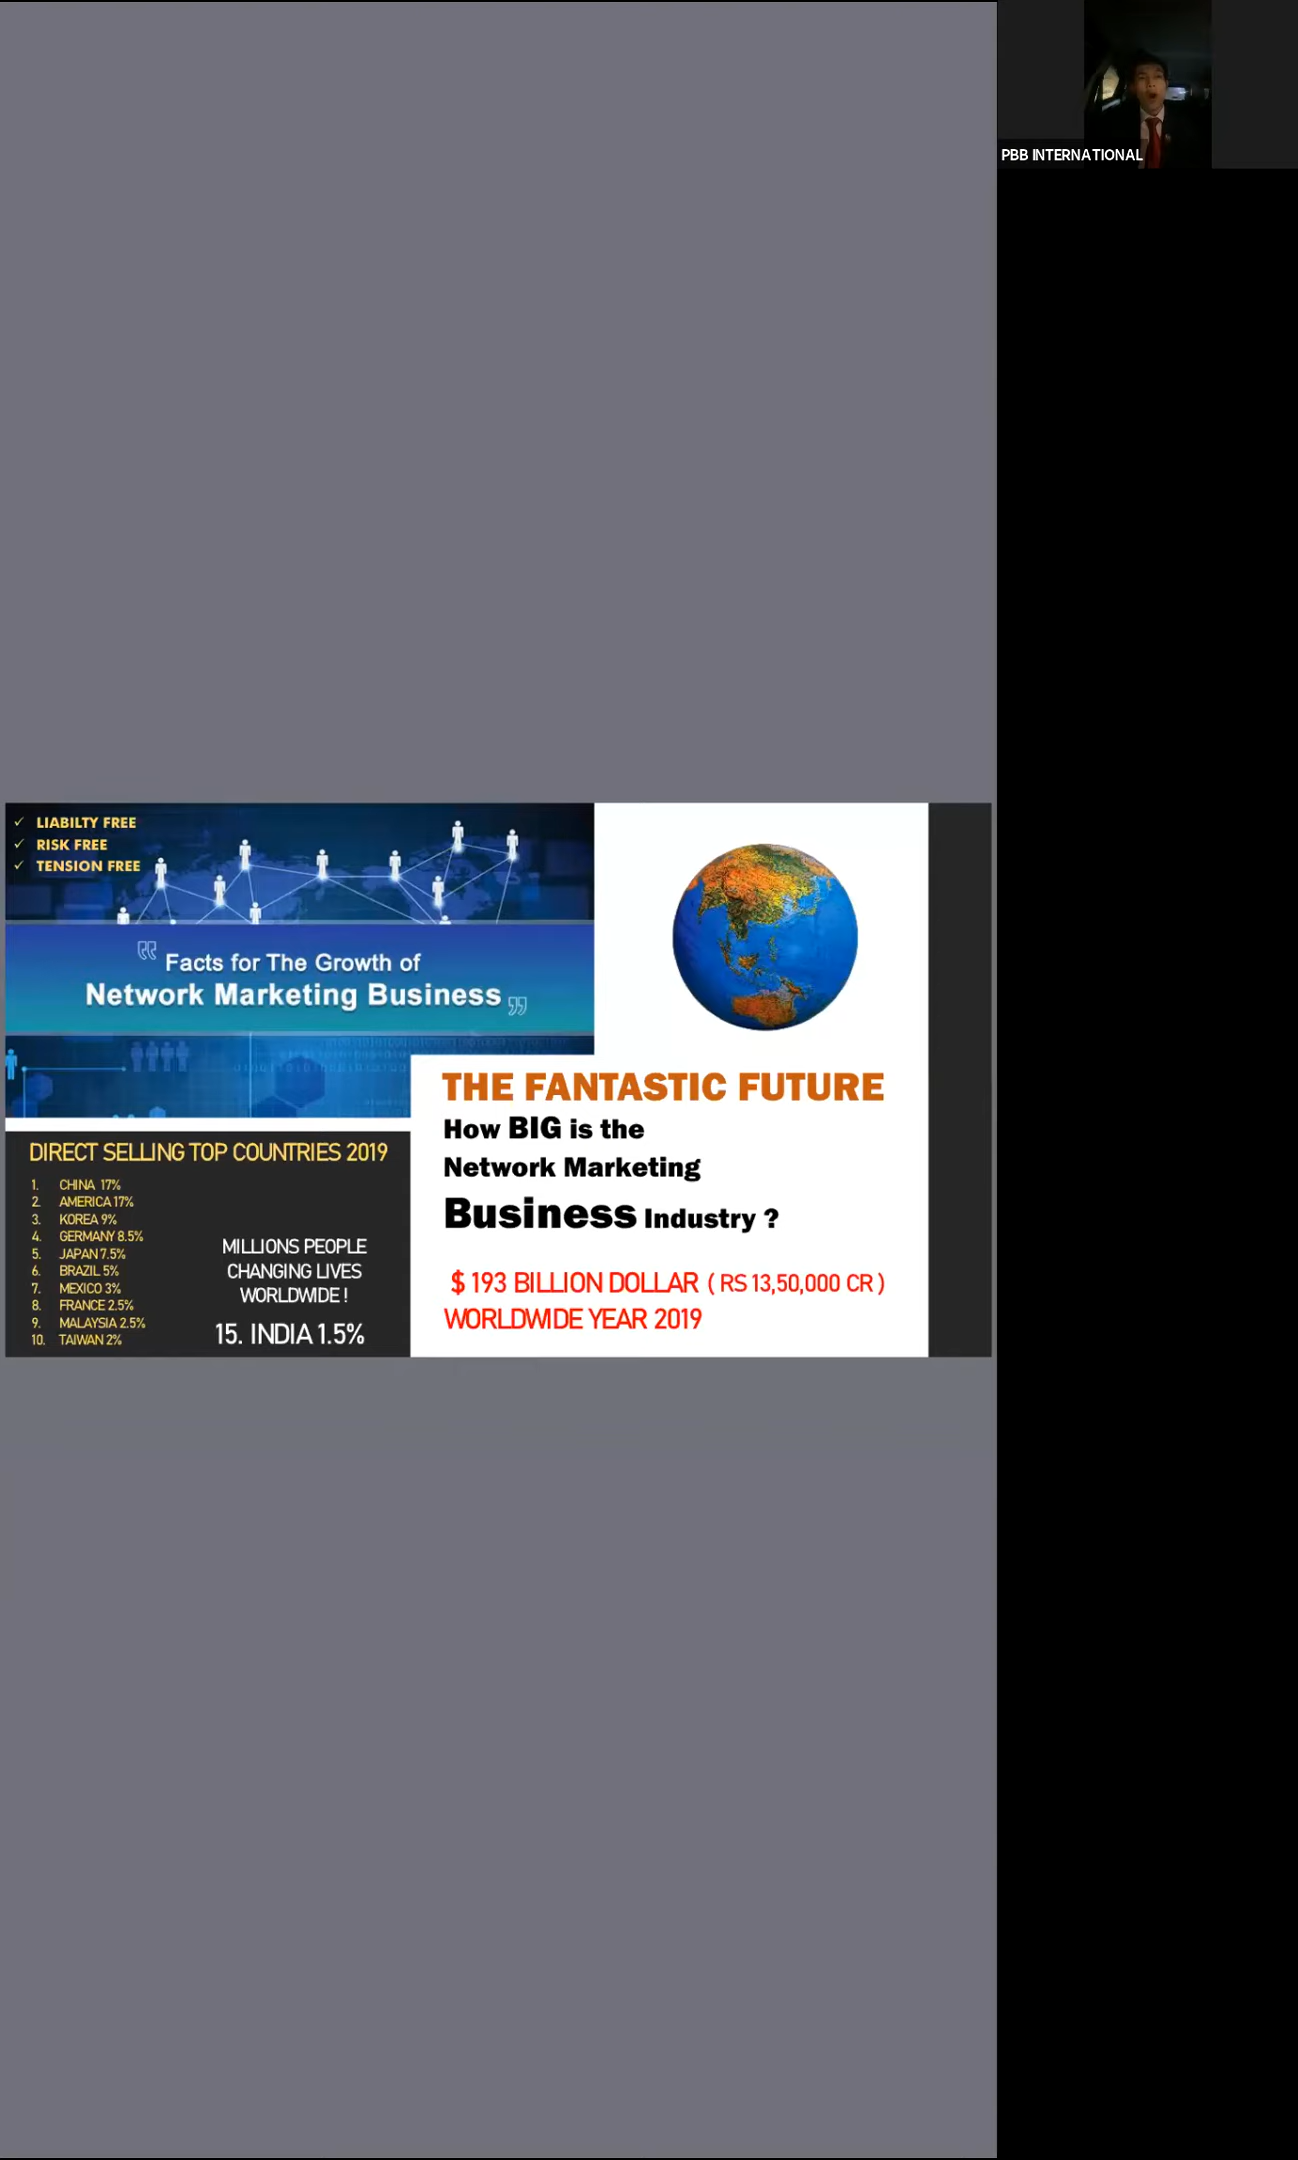 PBB INTERNATIONAL
✓ LIABILTY FREE
✓ RISK FREE
✓ TENSION FREE
Facts for The Growth of
Network Marketing Business
THE FANTASTIC FUTURE
How BIG is the
Network Marketing
Business Industry ?
$ 193 BILLION DOLLAR ( RS 13,50,000 CR )
WORLDWIDE YEAR 2019
DIRECT SELLING TOP COUNTRIES 2019
1. CHINA 17%
2. AMERICA 17%
3. KOREA 9%
4. GERMANY 8.5%
5. JAPAN 7.5%
6. BRAZIL 5%
7. MEXICO 3%
8. FRANCE 2.5%
9. MALAYSIA 2.5%
10. TAIWAN 2%
MILLIONS PEOPLE
CHANGING LIVES
WORLDWIDE !
15. INDIA 1.5%